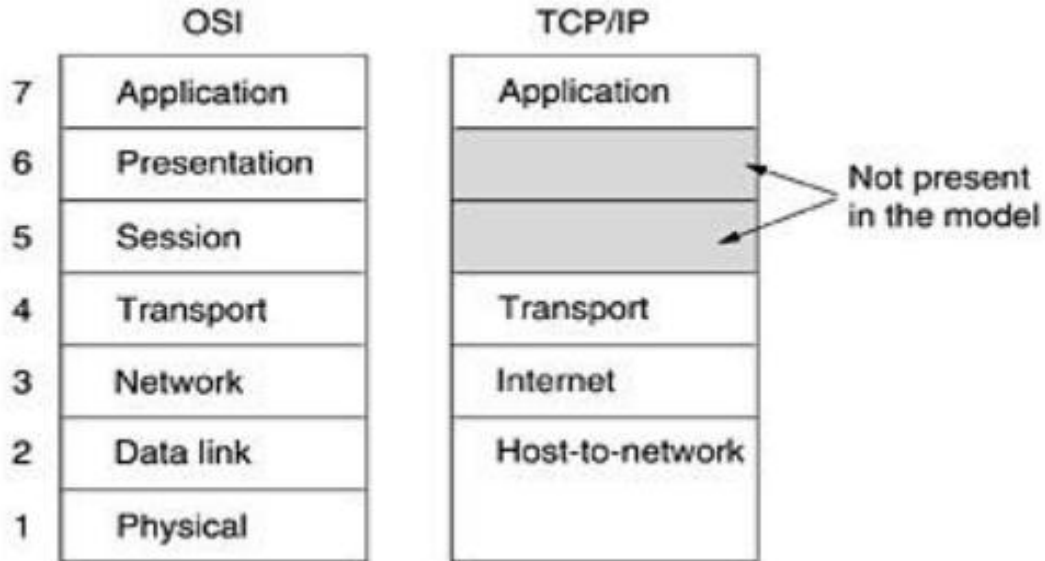 OSI TCP/IP
7 Application Application
6 Presentation
Not present
in the model
5 Session
4 Transport Transport
3 Network Internet
2 Data link Host-to-network
1 Physical